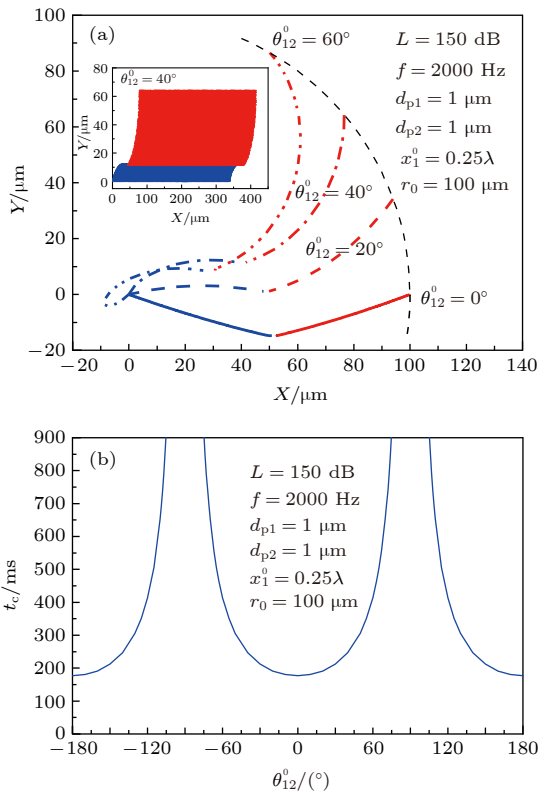 (a)
θ⁰₁₂ = 60°
L = 150 dB
f = 2000 Hz
d_p1 = 1 μm
d_p2 = 1 μm
x⁰₁ = 0.25λ
r₀ = 100 μm
θ⁰₁₂ = 40°
80
60
40
20
0
Y/μm
0 200 400
X/μm
θ⁰₁₂ = 40°
θ⁰₁₂ = 20°
θ⁰₁₂ = 0°
100
80
60
40
20
0
−20
Y/μm
−20 0 20 40 60 80 100 120 140
X/μm
(b)
L = 150 dB
f = 2000 Hz
d_p1 = 1 μm
d_p2 = 1 μm
x⁰₁ = 0.25λ
r₀ = 100 μm
900
800
700
600
500
400
300
200
100
0
t_c/ms
−180 −120 −60 0 60 120 180
θ⁰₁₂/(°)